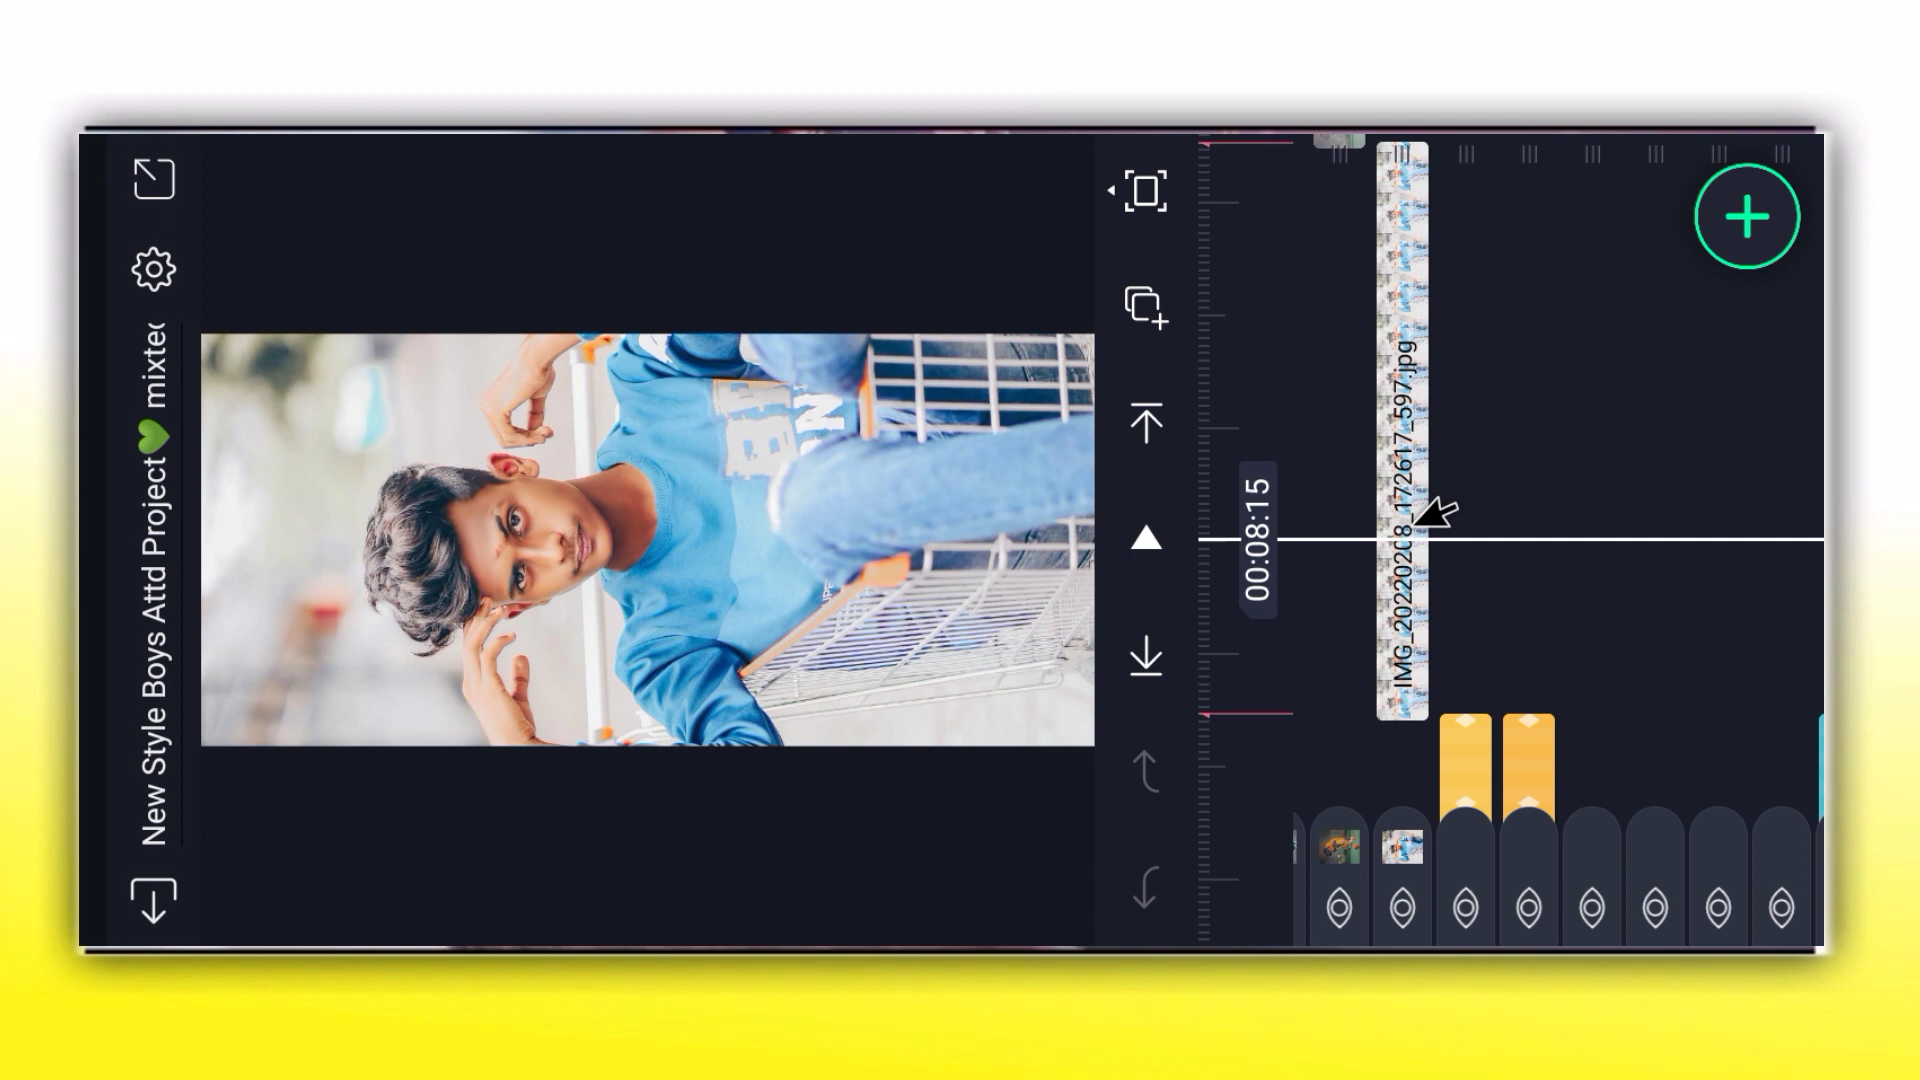 New Style Boys Attd Project💚 mixtec
00:08:15
IMG_20220208_172617_597.jpg